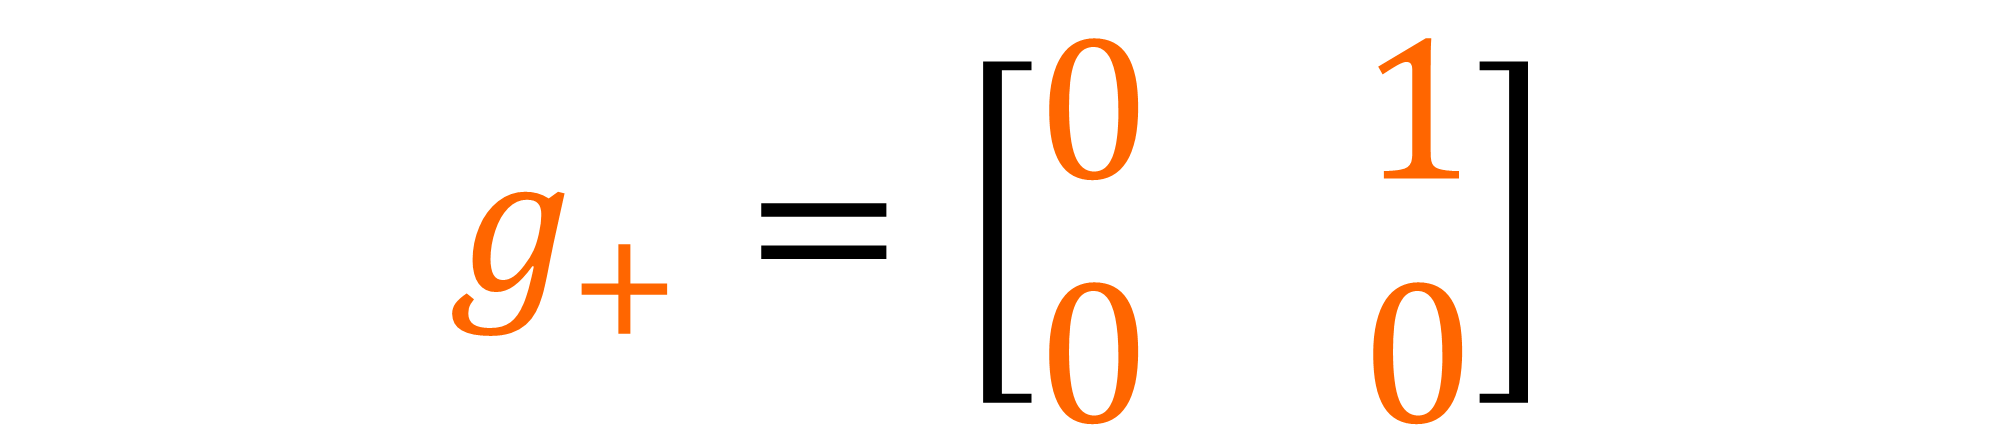 g₊ = [0 1
0 0]